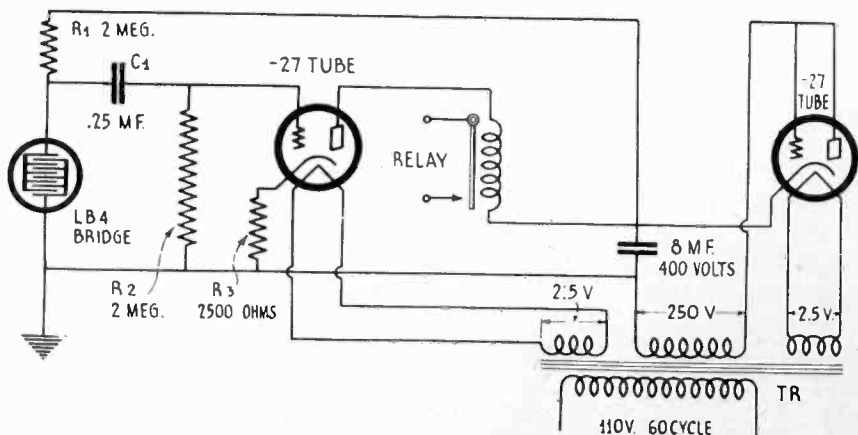 R1 2 MEG.
C1
.25 M.F.
-27 TUBE
-27
TUBE
RELAY
LB4
BRIDGE
R2
2 MEG.
R3
2500 OHMS
8 MF.
400 VOLTS
2.5 V
250 V
2.5 V.
TR
110V. 60CYCLE